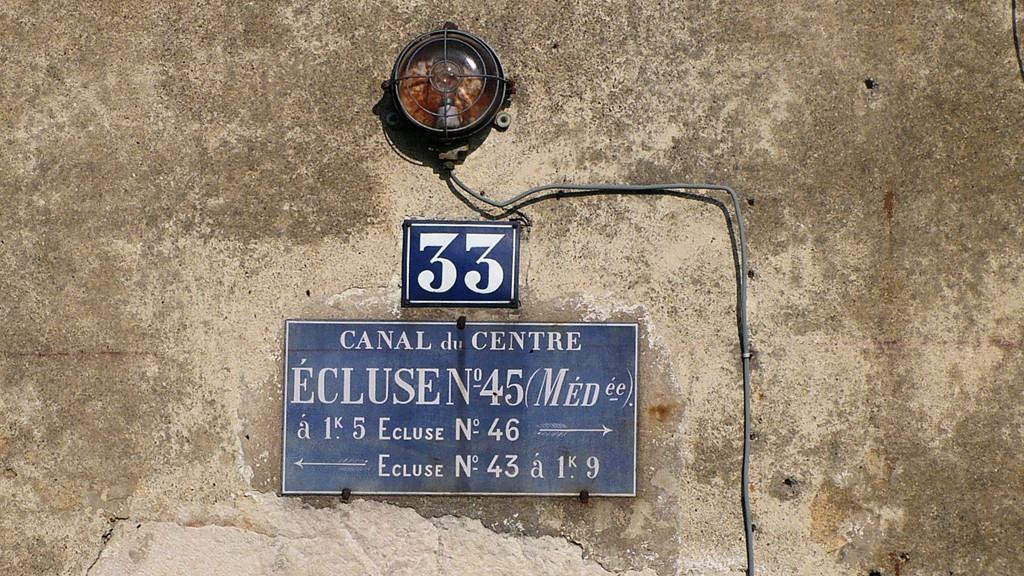 33
CANAL du CENTRE
ÉCLUSE Nº 45 (MÉDée).
á 1K. 5 ECLUSE Nº 46 →
← ECLUSE Nº 43 á 1K 9